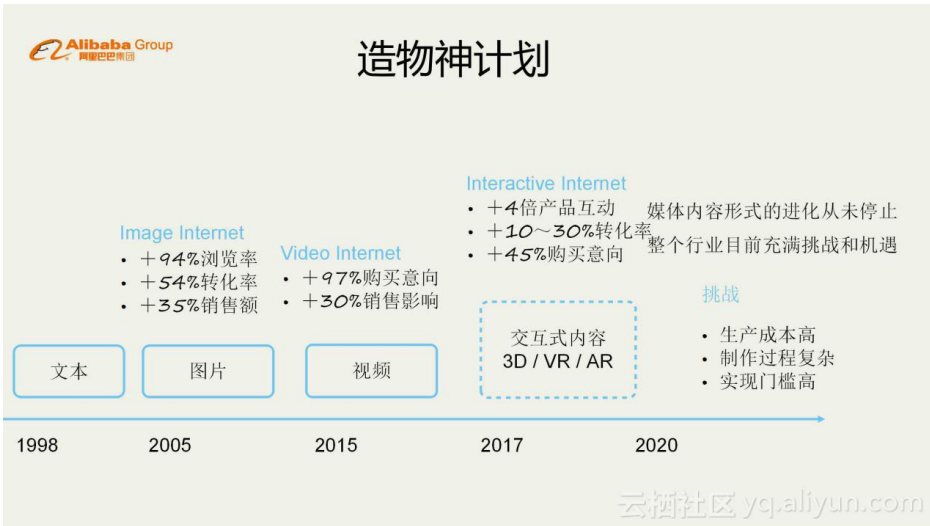 Alibaba Group
阿里巴巴集团
造物神计划
Image Internet
• +94%浏览率
• +54%转化率
• +35%销售额
Video Internet
• +97%购买意向
• +30%销售影响
Interactive Internet
• +4倍产品互动
• +10～30%转化率
• +45%购买意向
媒体内容形式的进化从未停止
整个行业目前充满挑战和机遇
挑战
• 生产成本高
• 制作过程复杂
• 实现门槛高
文本
图片
视频
交互式内容
3D / VR / AR
1998
2005
2015
2017
2020
云栖社区 yq.aliyun.com